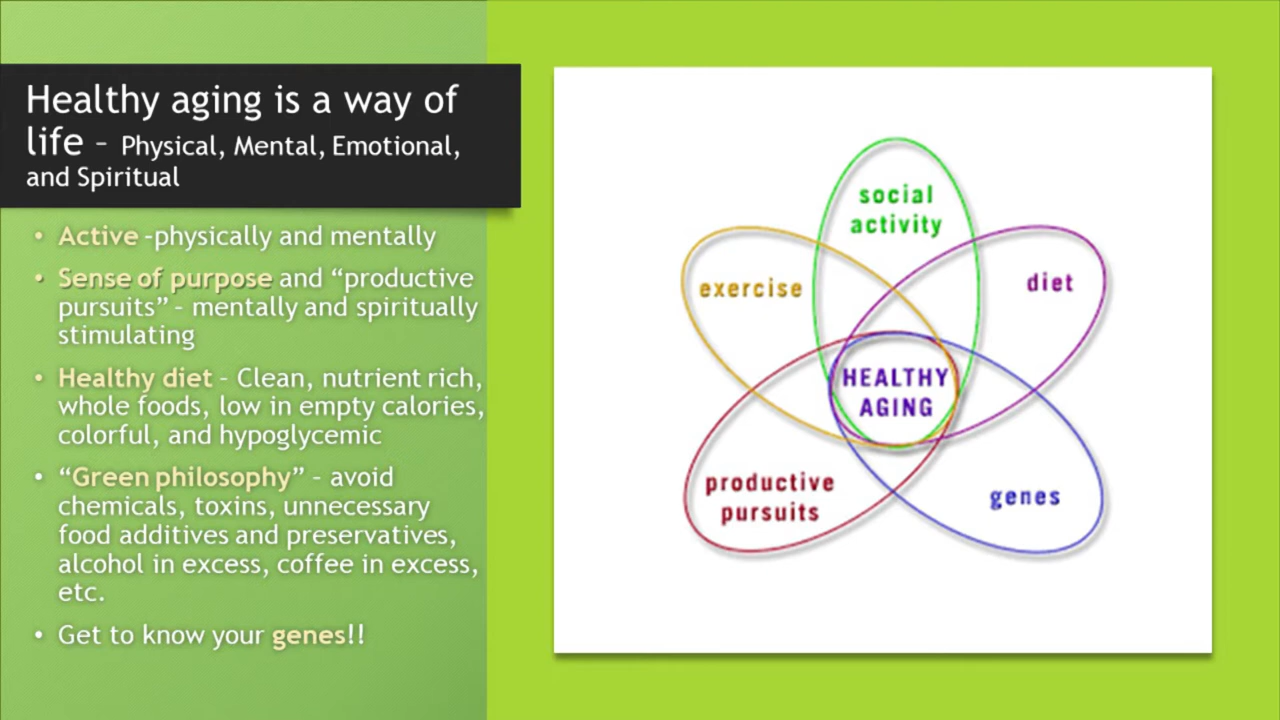 Healthy aging is a way of
life – Physical, Mental, Emotional,
and Spiritual
• Active –physically and mentally
• Sense of purpose and “productive
pursuits” – mentally and spiritually
stimulating
• Healthy diet – Clean, nutrient rich,
whole foods, low in empty calories,
colorful, and hypoglycemic
• “Green philosophy” – avoid
chemicals, toxins, unnecessary
food additives and preservatives,
alcohol in excess, coffee in excess,
etc.
• Get to know your genes!!
social
activity
exercise
diet
HEALTHY
AGING
productive
pursuits
genes